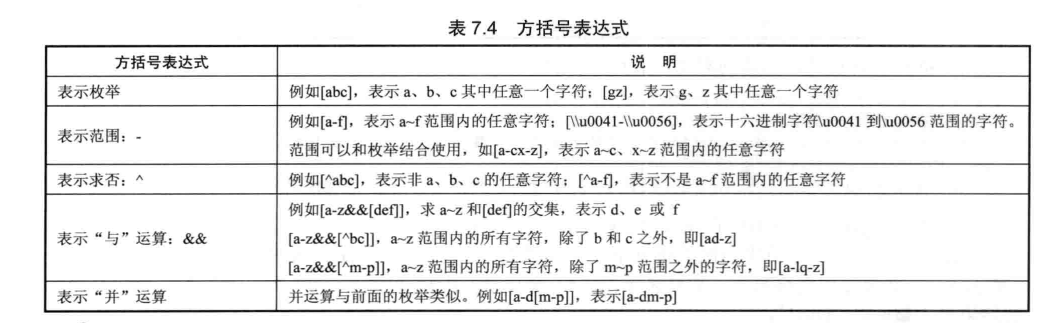 表 7.4 方括号表达式
方括号表达式 说 明
表示枚举 例如[abc]，表示 a、b、c 其中任意一个字符；[gz]，表示 g、z 其中任意一个字符
表示范围：- 例如[a-f]，表示 a~f 范围内的任意字符；[\\u0041-\\u0056]，表示十六进制字符\u0041 到\u0056 范围的字符。
范围可以和枚举结合使用，如[a-cx-z]，表示 a~c、x~z 范围内的任意字符
表示求否：^ 例如[^abc]，表示非 a、b、c 的任意字符；[^a-f]，表示不是 a~f 范围内的任意字符
例如[a-z&&[def]]，求 a~z 和[def]的交集，表示 d、e 或 f
表示“与”运算：&& [a-z&&[^bc]]，a~z 范围内的所有字符，除了 b 和 c 之外，即[ad-z]
[a-z&&[^m-p]]，a~z 范围内的所有字符，除了 m~p 范围之外的字符，即[a-lq-z]
表示“并”运算 并运算与前面的枚举类似。例如[a-d[m-p]]，表示[a-dm-p]